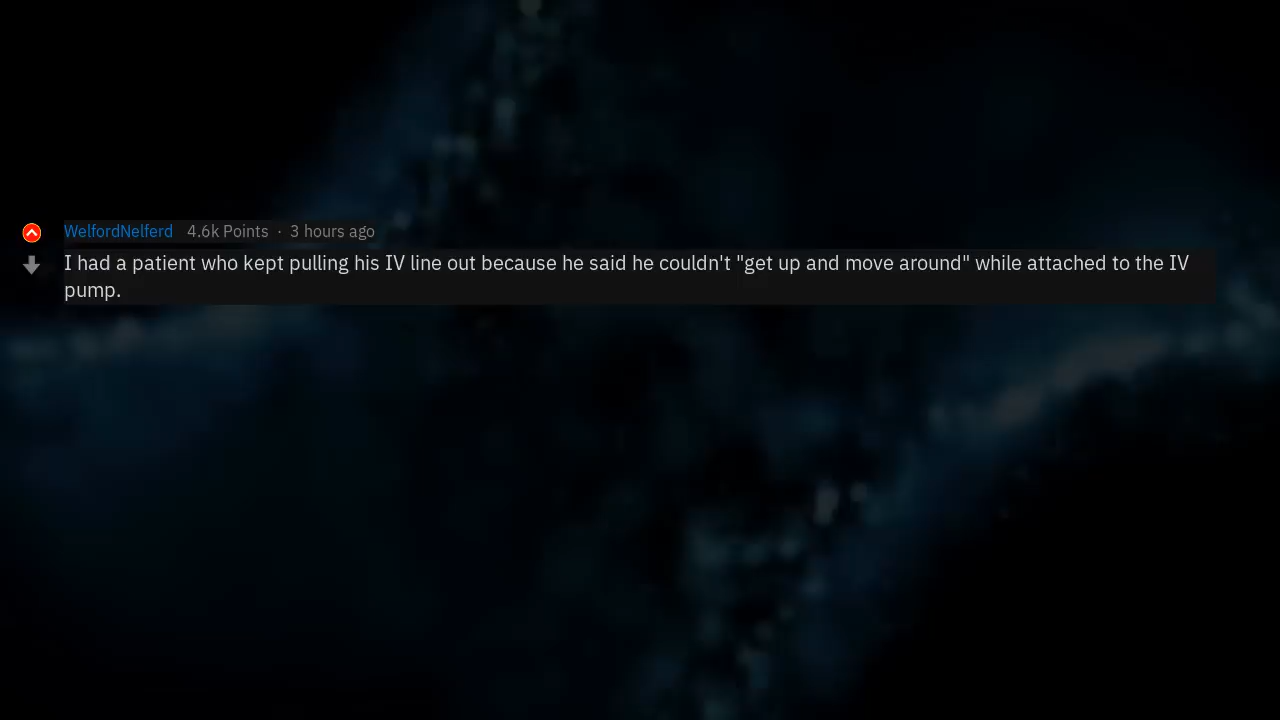 WelfordNelferd 4.6k Points · 3 hours ago
I had a patient who kept pulling his IV line out because he said he couldn't "get up and move around" while attached to the IV
pump.